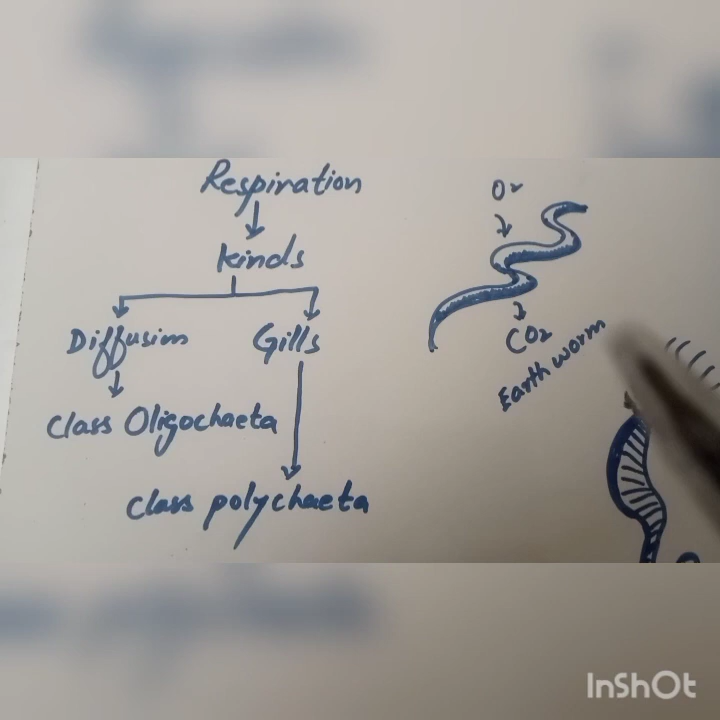 Respiration
kinds
Diffusion
Gills
Class Oligochaeta
Class polychaeta
O2
CO2
Earth worm
InShOt